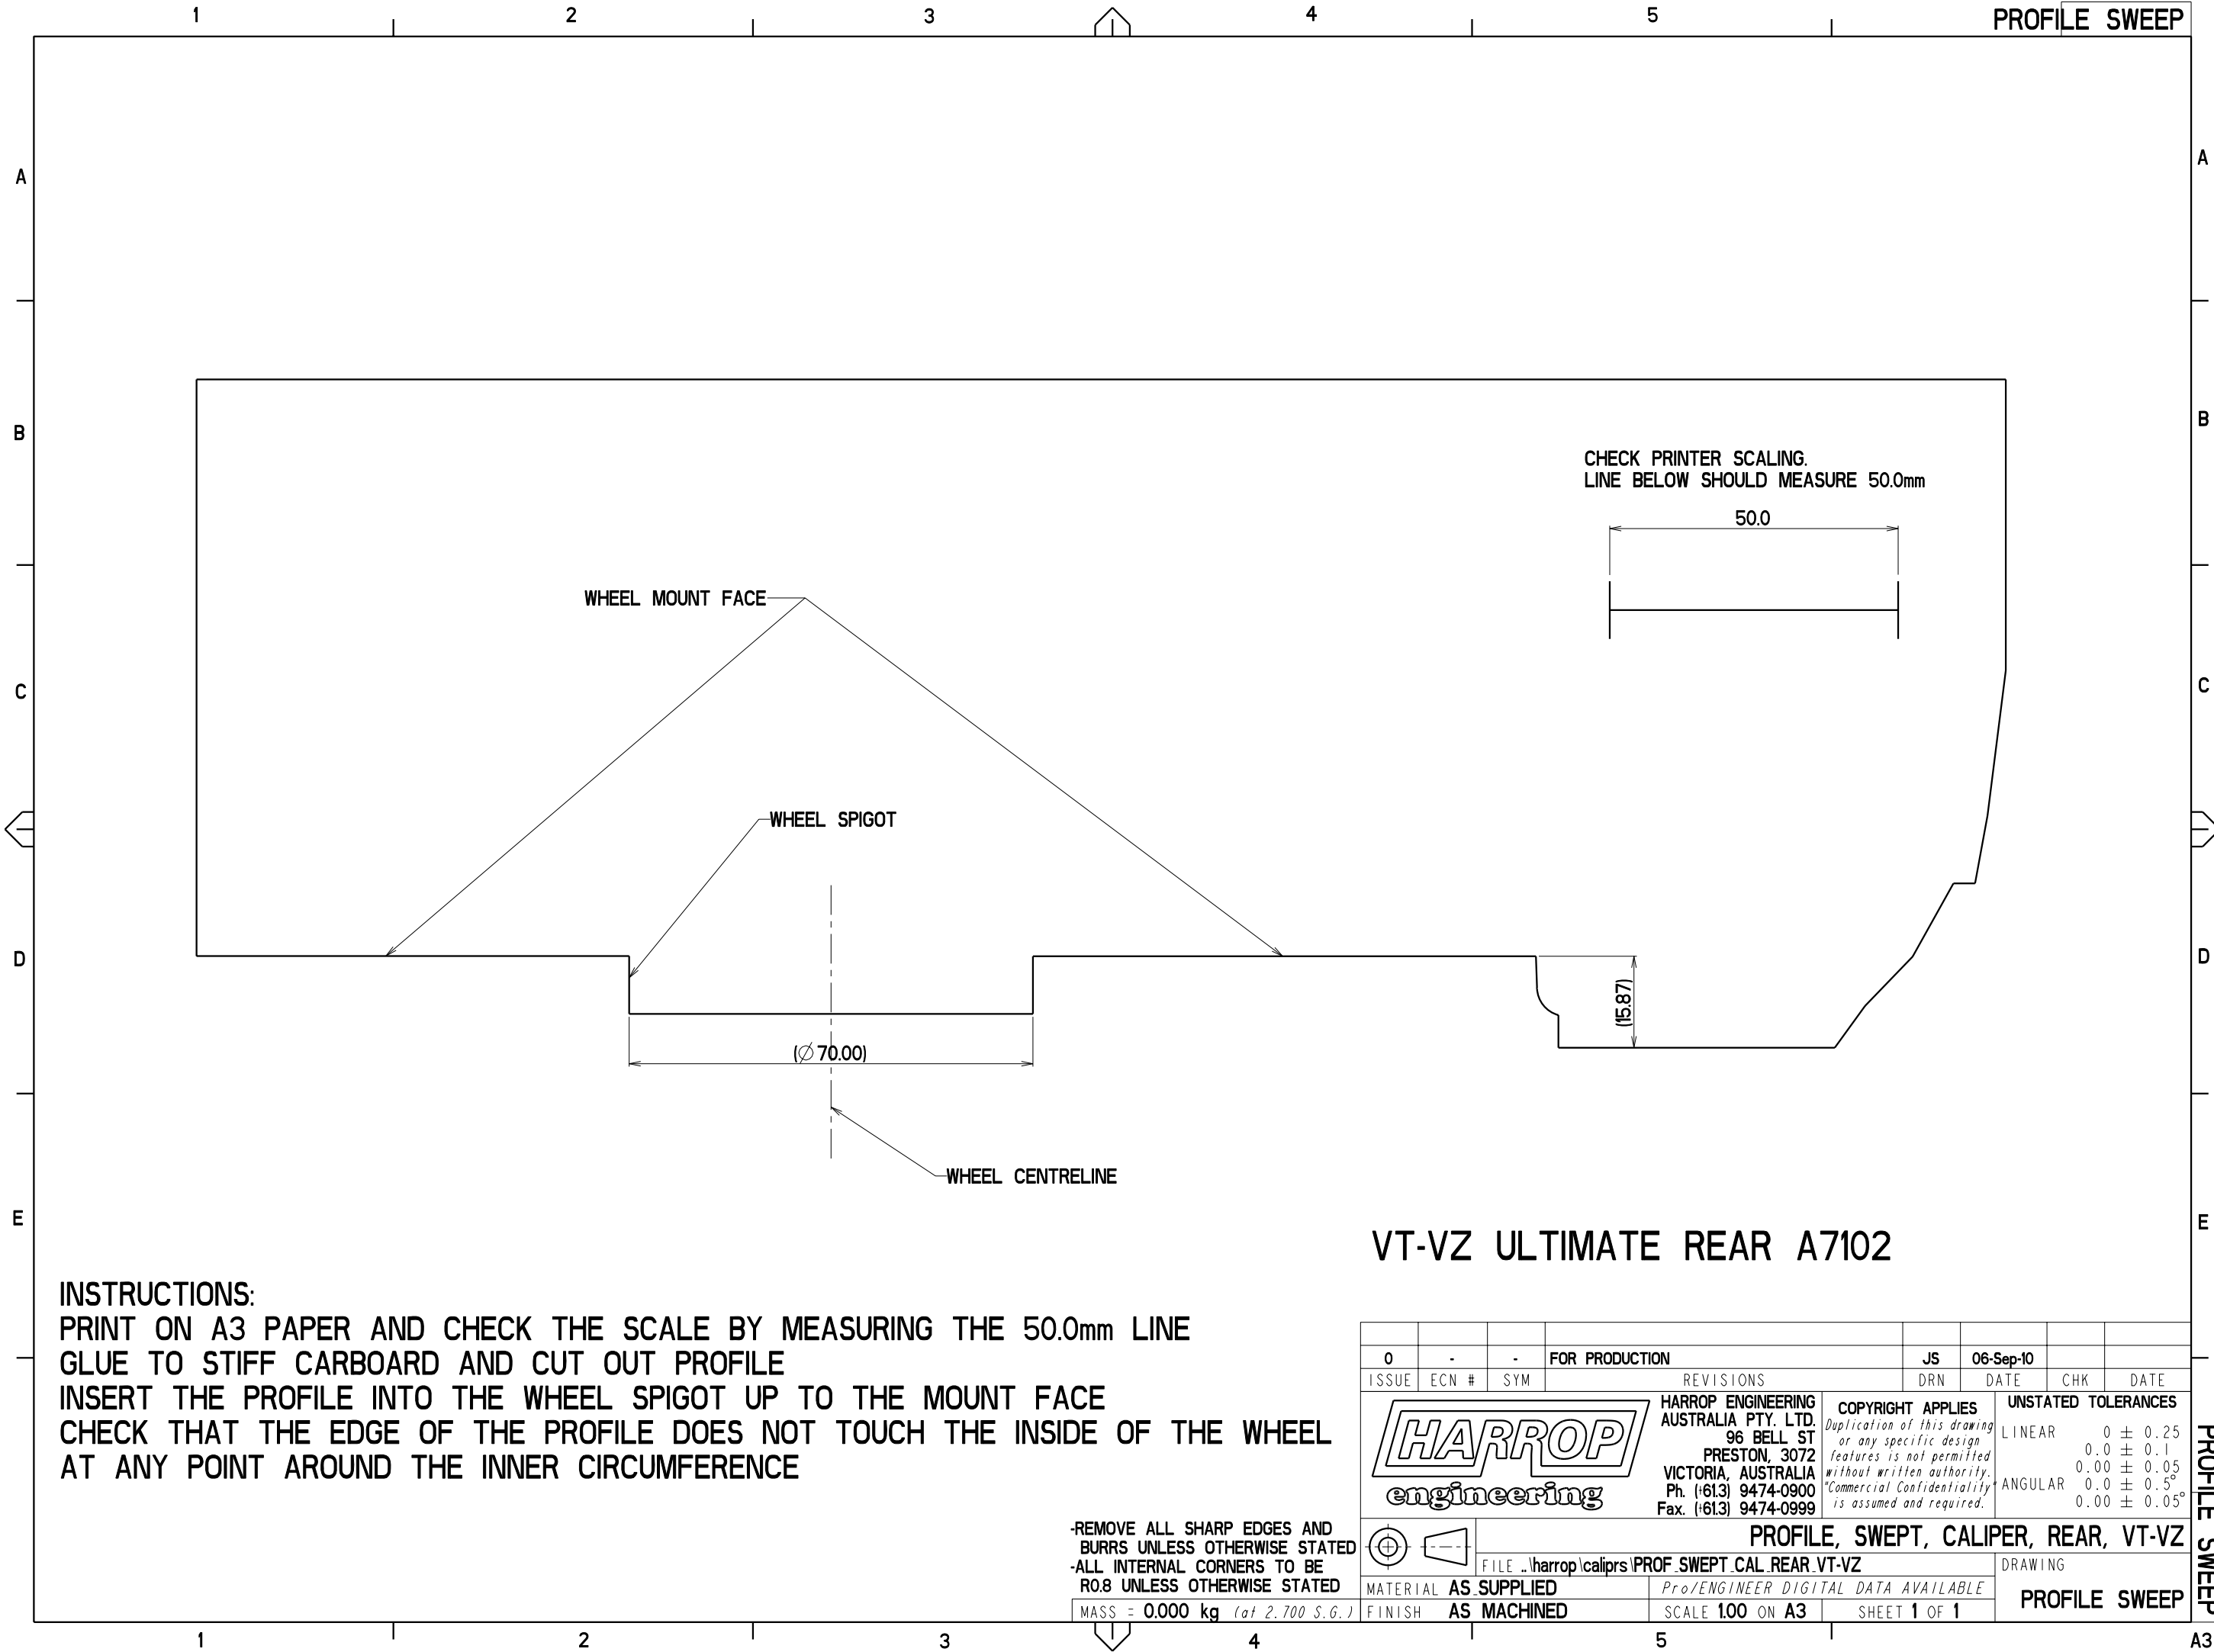 1 2 3 4 5
PROFILE SWEEP
A A
B B
CHECK PRINTER SCALING.
LINE BELOW SHOULD MEASURE 50.0mm
50.0
WHEEL MOUNT FACE
C C
WHEEL SPIGOT
D D
(15.87)
(∅ 70.00)
WHEEL CENTRELINE
E E
VT-VZ ULTIMATE REAR A7102
INSTRUCTIONS:
PRINT ON A3 PAPER AND CHECK THE SCALE BY MEASURING THE 50.0mm LINE
GLUE TO STIFF CARBOARD AND CUT OUT PROFILE
INSERT THE PROFILE INTO THE WHEEL SPIGOT UP TO THE MOUNT FACE
CHECK THAT THE EDGE OF THE PROFILE DOES NOT TOUCH THE INSIDE OF THE WHEEL
AT ANY POINT AROUND THE INNER CIRCUMFERENCE
0 - - FOR PRODUCTION JS 06-Sep-10
ISSUE ECN # SYM REVISIONS DRN DATE CHK DATE
HARROP
engineering
HARROP ENGINEERING
AUSTRALIA PTY. LTD.
96 BELL ST
PRESTON, 3072
VICTORIA, AUSTRALIA
Ph. (+61.3) 9474-0900
Fax. (+61.3) 9474-0999
COPYRIGHT APPLIES
Duplication of this drawing
or any specific design
features is not permitted
without written authority.
"Commercial Confidentiality"
is assumed and required.
UNSTATED TOLERANCES
LINEAR 0 ± 0.25
0.0 ± 0.1
0.00 ± 0.05
ANGULAR 0.0 ± 0.5°
0.00 ± 0.05°
-REMOVE ALL SHARP EDGES AND
BURRS UNLESS OTHERWISE STATED
-ALL INTERNAL CORNERS TO BE
R0.8 UNLESS OTHERWISE STATED
MASS = 0.000 kg (at 2.700 S.G.)
PROFILE, SWEPT, CALIPER, REAR, VT-VZ
FILE ..\harrop\caliprs\PROF_SWEPT_CAL_REAR_VT-VZ
MATERIAL AS_SUPPLIED
Pro/ENGINEER DIGITAL DATA AVAILABLE
FINISH AS MACHINED
SCALE 1.00 ON A3
SHEET 1 OF 1
DRAWING
PROFILE SWEEP
PROFILE SWEEP
1 2 3 4 5
A3